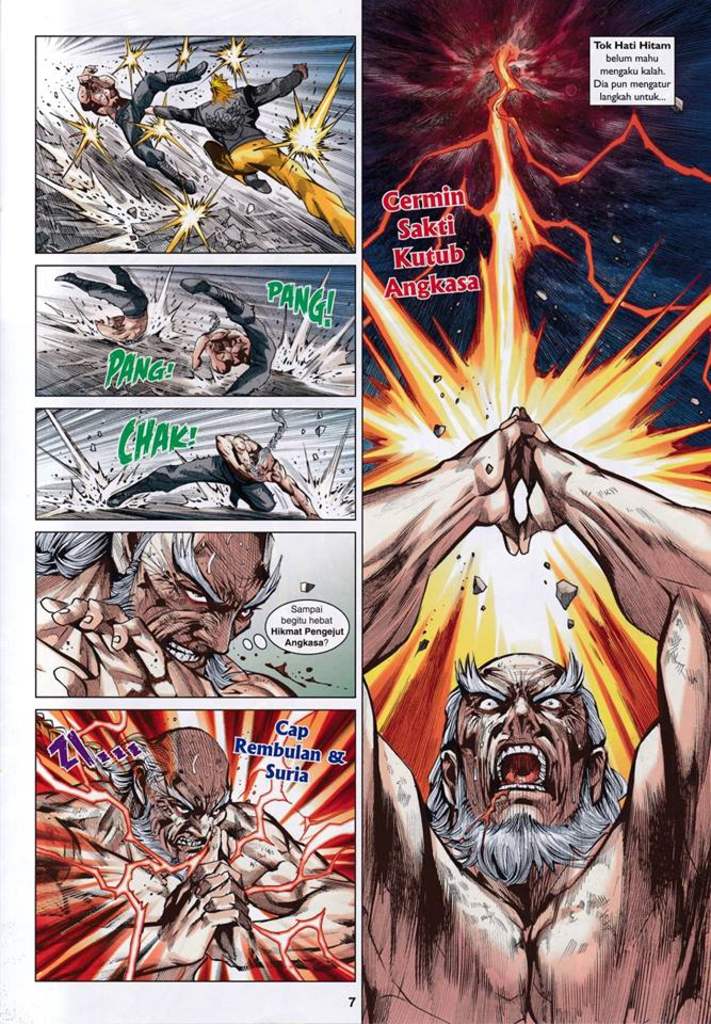 PANG!
PANG!
CHAK!
Sampai
begitu hebat
Hikmat Pengejut
Angkasa?
ZI...
Cap
Rembulan &
Suria
7
Tok Hati Hitam
belum mahu
mengaku kalah.
Dia pun mengatur
langkah untuk...
Cermin
Sakti
Kutub
Angkasa